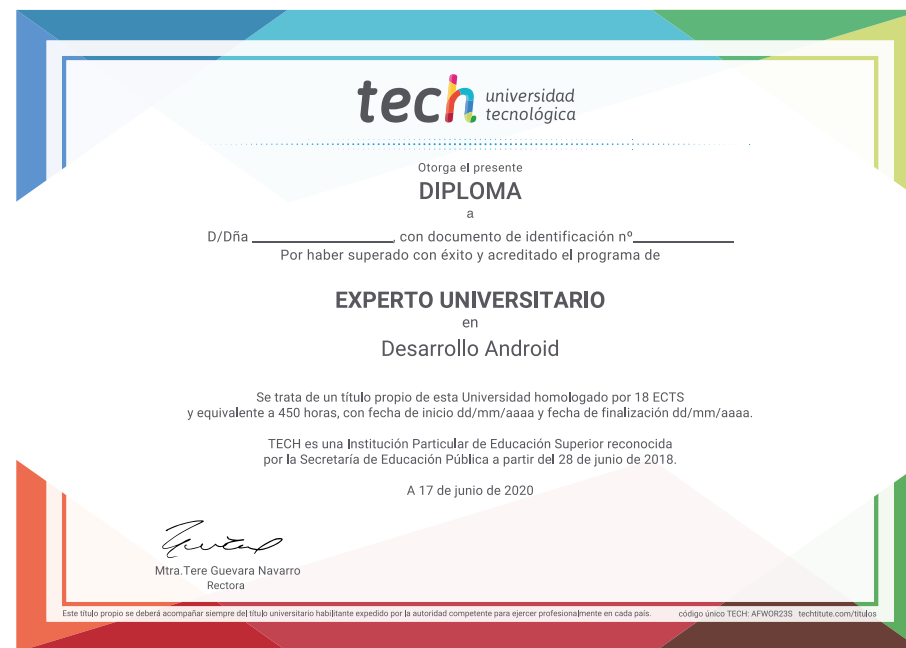 tech universidad
tecnológica
Otorga el presente
DIPLOMA
a
D/Dña ____________________, con documento de identificación nº______________
Por haber superado con éxito y acreditado el programa de
EXPERTO UNIVERSITARIO
en
Desarrollo Android
Se trata de un título propio de esta Universidad homologado por 18 ECTS
y equivalente a 450 horas, con fecha de inicio dd/mm/aaaa y fecha de finalización dd/mm/aaaa.
TECH es una Institución Particular de Educación Superior reconocida
por la Secretaría de Educación Pública a partir del 28 de junio de 2018.
A 17 de junio de 2020
Mtra.Tere Guevara Navarro
Rectora
Este título propio se deberá acompañar siempre del título universitario habilitante expedido por la autoridad competente para ejercer profesionalmente en cada país. código único TECH: AFWOR23S techtitute.com/titulos